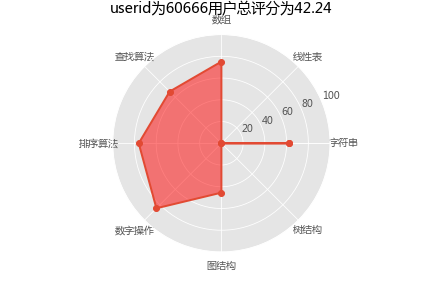 userid为60666用户总评分为42.24
数组
查找算法
线性表
100
80
60
40
20
排序算法
字符串
数字操作
树结构
图结构